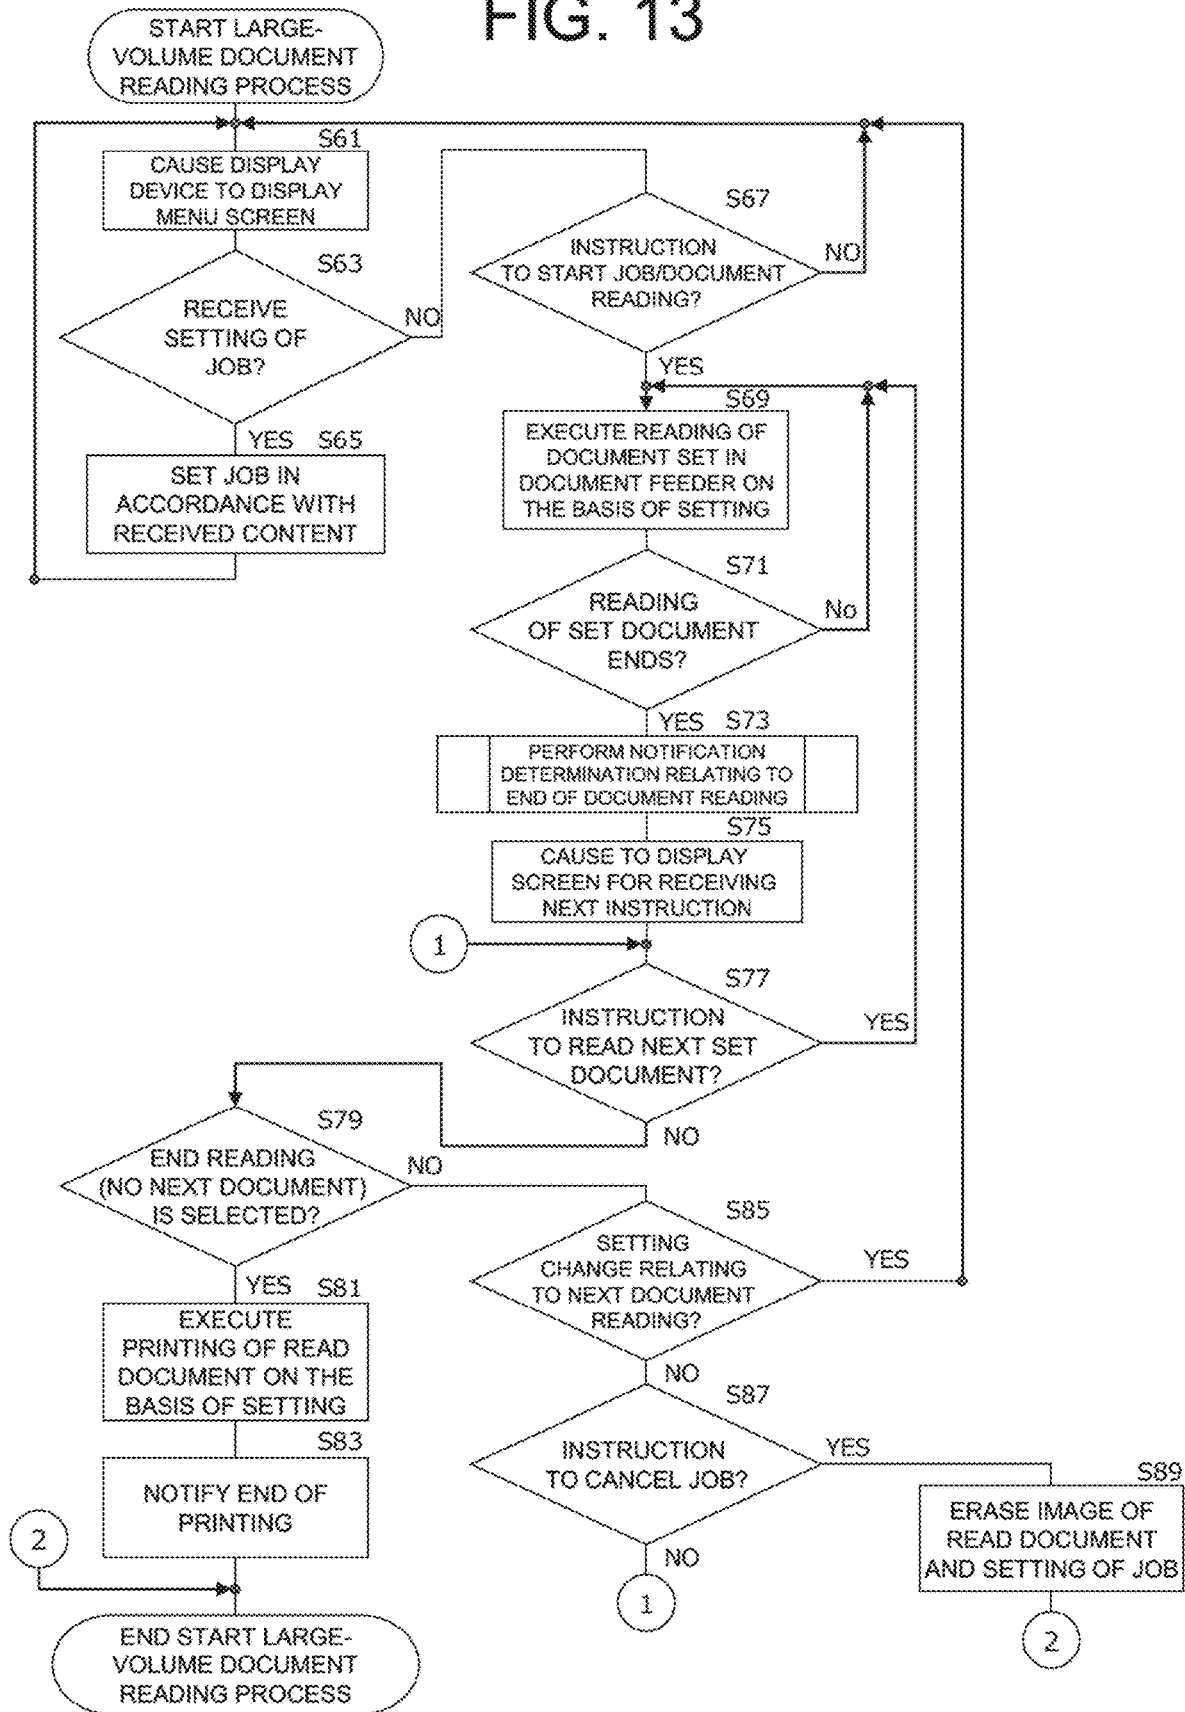 FIG. 13
START LARGE-
VOLUME DOCUMENT
READING PROCESS
S61
CAUSE DISPLAY
DEVICE TO DISPLAY
MENU SCREEN
S63
RECEIVE
SETTING OF
JOB?
NO
YES S65
SET JOB IN
ACCORDANCE WITH
RECEIVED CONTENT
S67
INSTRUCTION
TO START JOB/DOCUMENT
READING?
NO
YES
S69
EXECUTE READING OF
DOCUMENT SET IN
DOCUMENT FEEDER ON
THE BASIS OF SETTING
S71
READING
OF SET DOCUMENT
ENDS?
No
YES S73
PERFORM NOTIFICATION
DETERMINATION RELATING TO
END OF DOCUMENT READING
S75
CAUSE TO DISPLAY
SCREEN FOR RECEIVING
NEXT INSTRUCTION
1
S77
INSTRUCTION
TO READ NEXT SET
DOCUMENT?
YES
NO
S79
END READING
(NO NEXT DOCUMENT)
IS SELECTED?
NO
YES S81
EXECUTE
PRINTING OF READ
DOCUMENT ON THE
BASIS OF SETTING
S83
NOTIFY END OF
PRINTING
2
END START LARGE-
VOLUME DOCUMENT
READING PROCESS
S85
SETTING
CHANGE RELATING
TO NEXT DOCUMENT
READING?
YES
NO
S87
INSTRUCTION
TO CANCEL JOB?
YES
NO
1
S89
ERASE IMAGE OF
READ DOCUMENT
AND SETTING OF JOB
2